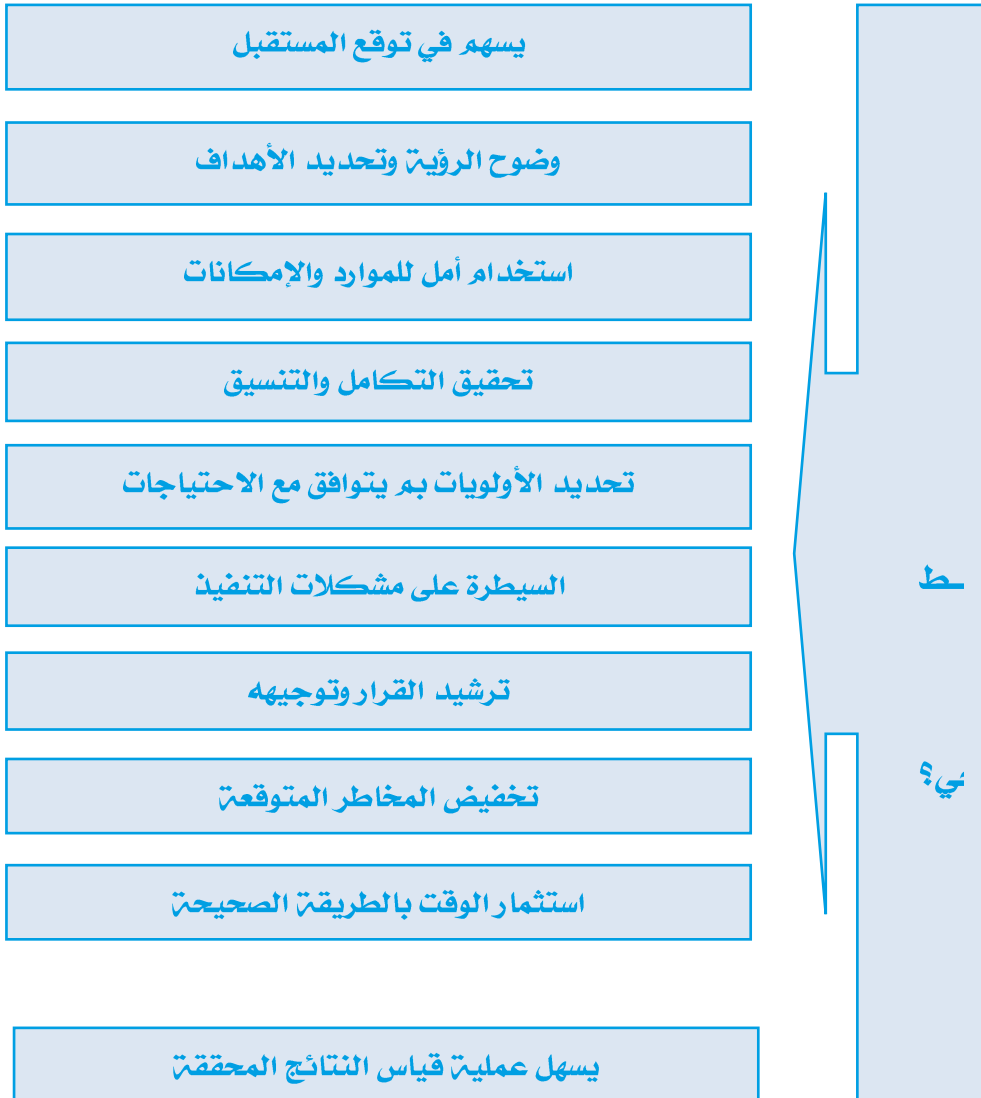 يسهم في توقع المستقبل
وضوح الرؤية وتحديد الأهداف
استخدام أمل للموارد والإمكانات
تحقيق التكامل والتنسيق
تحديد الأولويات بم يتوافق مع الاحتياجات
السيطرة على مشكلات التنفيذ
ترشيد القرار وتوجيهه
تخفيض المخاطر المتوقعة
استثمار الوقت بالطريقة الصحيحة
يسهل عملية قياس النتائج المحققة